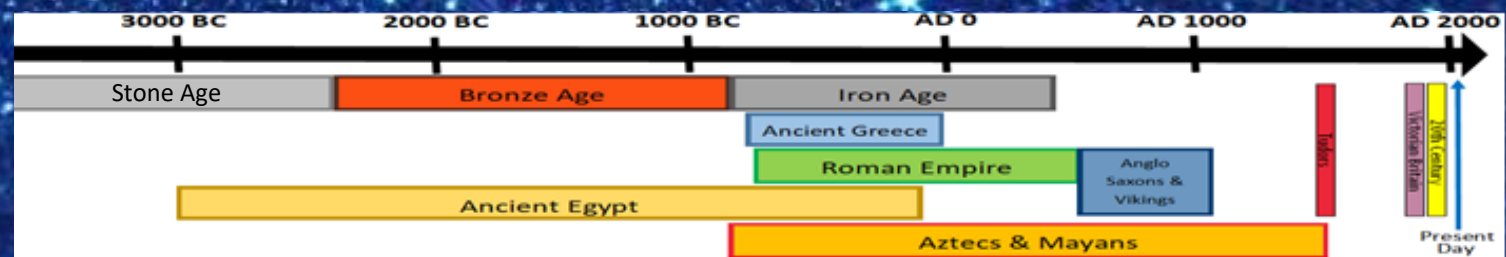 3000 BC 2000 BC 1000 BC AD 0 AD 1000 AD 2000
Stone Age Bronze Age Iron Age
Ancient Greece
Roman Empire
Anglo
Saxons &
Vikings
Ancient Egypt
Aztecs & Mayans
Tudors
Victorian Britain
20th Century
Present
Day